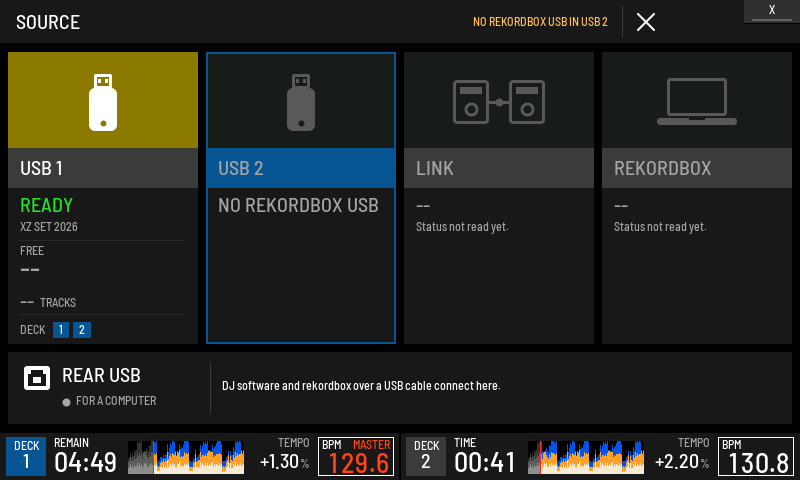 SOURCE
NO REKORDBOX USB IN USB 2
X
USB 1
READY
XZ SET 2026
FREE
--
-- TRACKS
DECK 1 2
USB 2
NO REKORDBOX USB
LINK
--
Status not read yet.
REKORDBOX
--
Status not read yet.
REAR USB
FOR A COMPUTER
DJ software and rekordbox over a USB cable connect here.
DECK 1
REMAIN
04:49
TEMPO
+1.30%
BPM MASTER
129.6
DECK 2
TIME
00:41
TEMPO
+2.20%
BPM
130.8